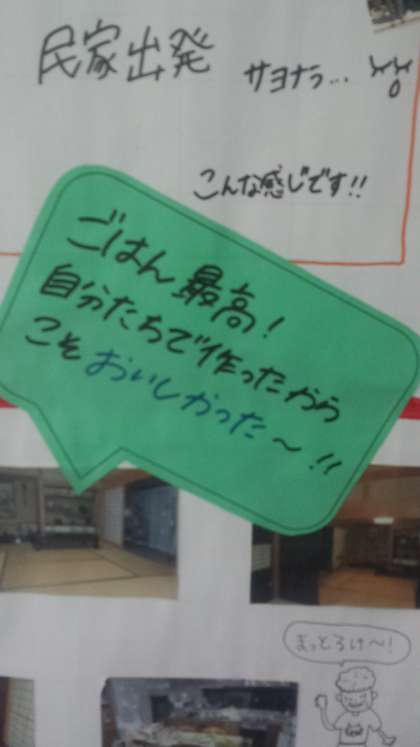 民家出発
サヨナラ…
こんな感じです!!
ごはん最高!
自分たちで作ったから
こそおいしかった〜!!
まっとろけ〜!